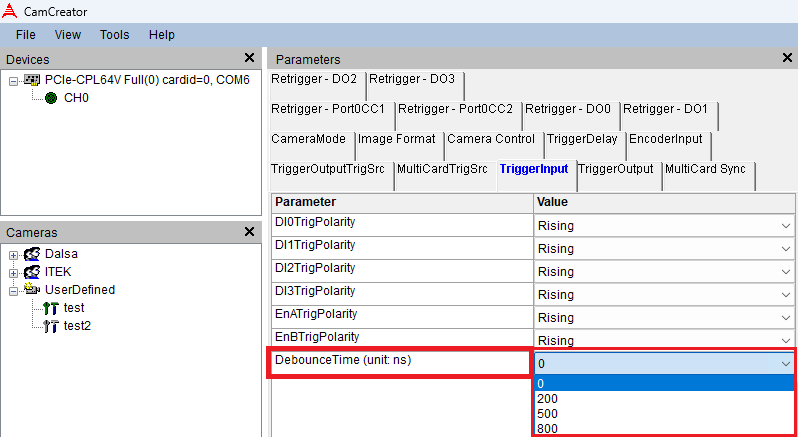 CamCreator
File View Tools Help
Devices
PCIe-CPL64V Full(0) cardid=0, COM6
CH0
Cameras
Dalsa
ITEK
UserDefined
test
test2
Parameters
Retrigger - DO2 Retrigger - DO3
Retrigger - Port0CC1 Retrigger - Port0CC2 Retrigger - DO0 Retrigger - DO1
CameraMode Image Format Camera Control TriggerDelay EncoderInput
TriggerOutputTrigSrc MultiCardTrigSrc TriggerInput TriggerOutput MultiCard Sync
Parameter Value
DI0TrigPolarity Rising
DI1TrigPolarity Rising
DI2TrigPolarity Rising
DI3TrigPolarity Rising
EnATrigPolarity Rising
EnBTrigPolarity Rising
DebounceTime (unit: ns) 0
0
200
500
800